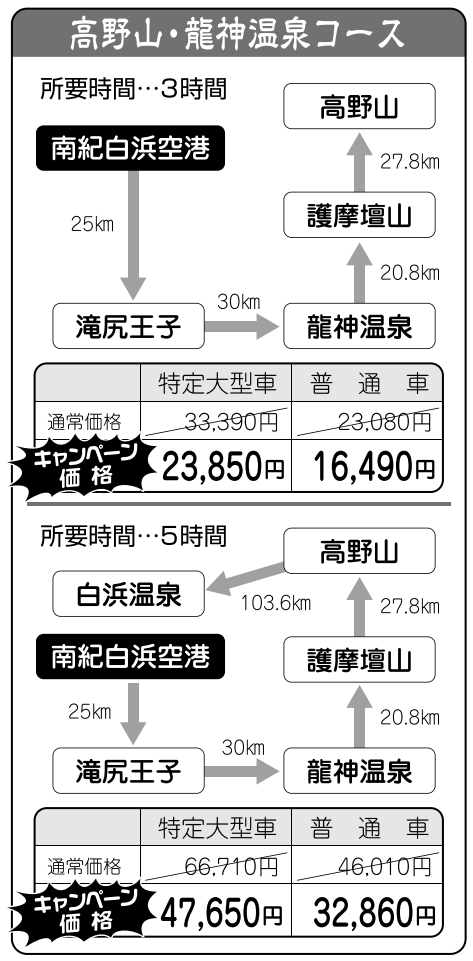 高野山・龍神温泉コース
所要時間…3時間
高野山
南紀白浜空港
27.8km
護摩壇山
25km
20.8km
30km
滝尻王子
龍神温泉
特定大型車 普通車
通常価格 33,390円 23,080円
キャンペーン
価格
23,850円 16,490円
所要時間…5時間
高野山
白浜温泉
103.6km
27.8km
南紀白浜空港
護摩壇山
25km
20.8km
30km
滝尻王子
龍神温泉
特定大型車 普通車
通常価格 66,710円 46,010円
キャンペーン
価格
47,650円 32,860円